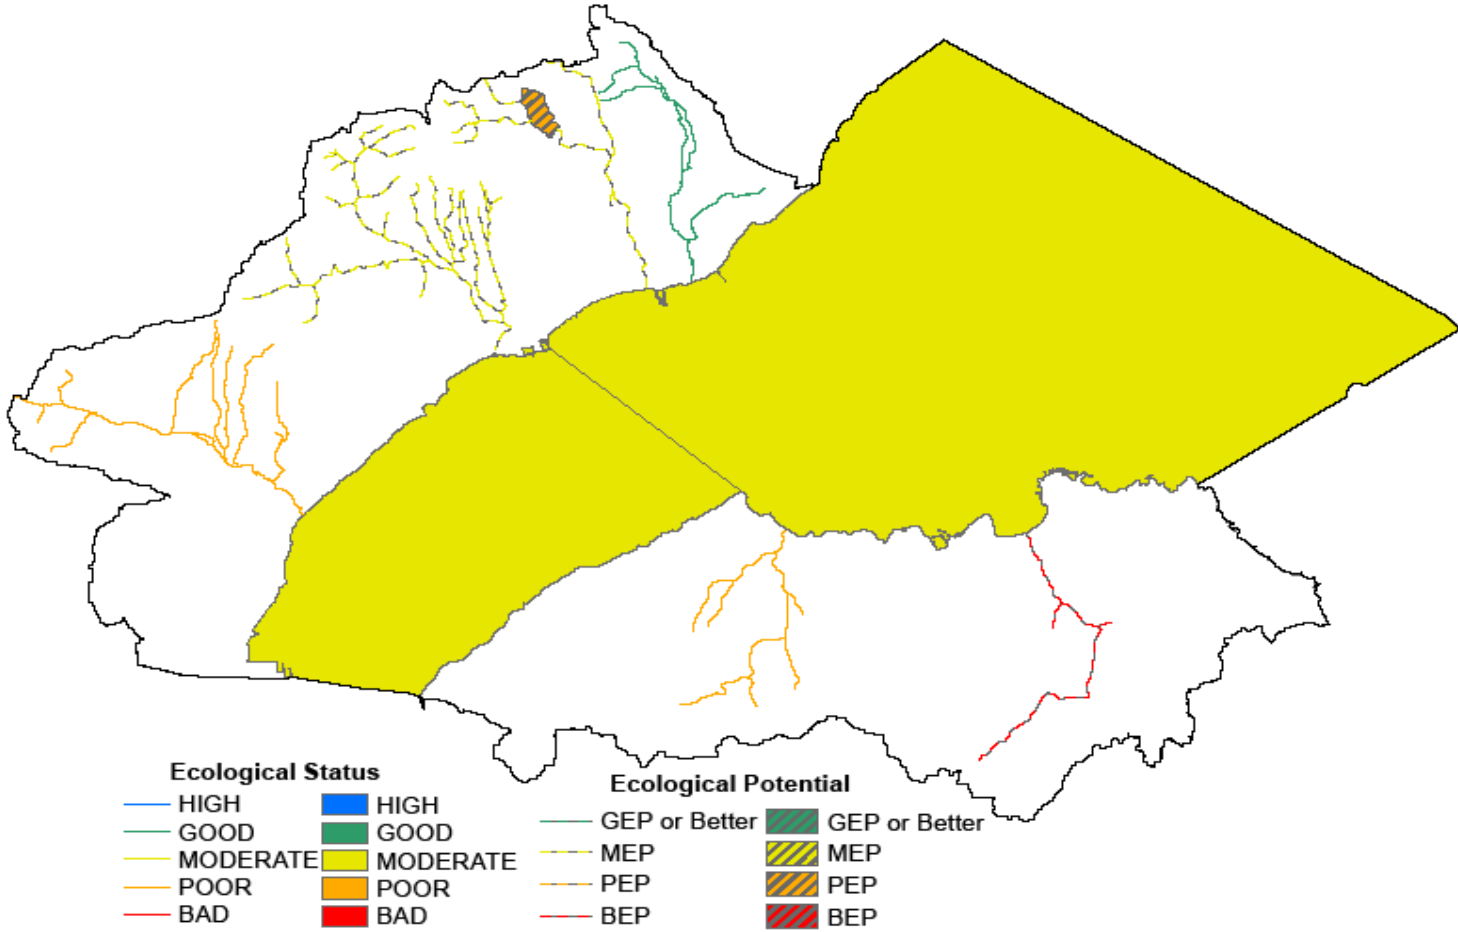 Ecological Status
HIGH HIGH
GOOD GOOD
MODERATE MODERATE
POOR POOR
BAD BAD
Ecological Potential
GEP or Better GEP or Better
MEP MEP
PEP PEP
BEP BEP